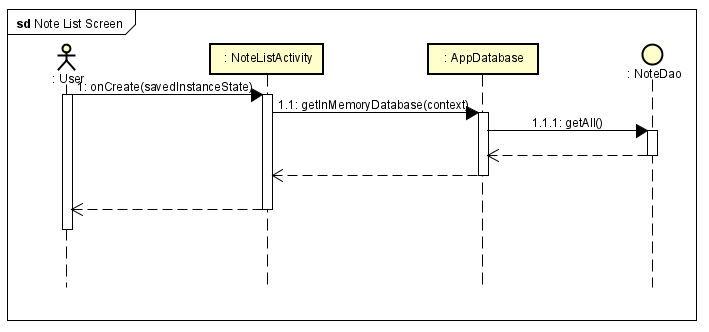 sd Note List Screen
: User
: NoteListActivity
: AppDatabase
: NoteDao
1: onCreate(savedInstanceState)
1.1: getInMemoryDatabase(context)
1.1.1: getAll()